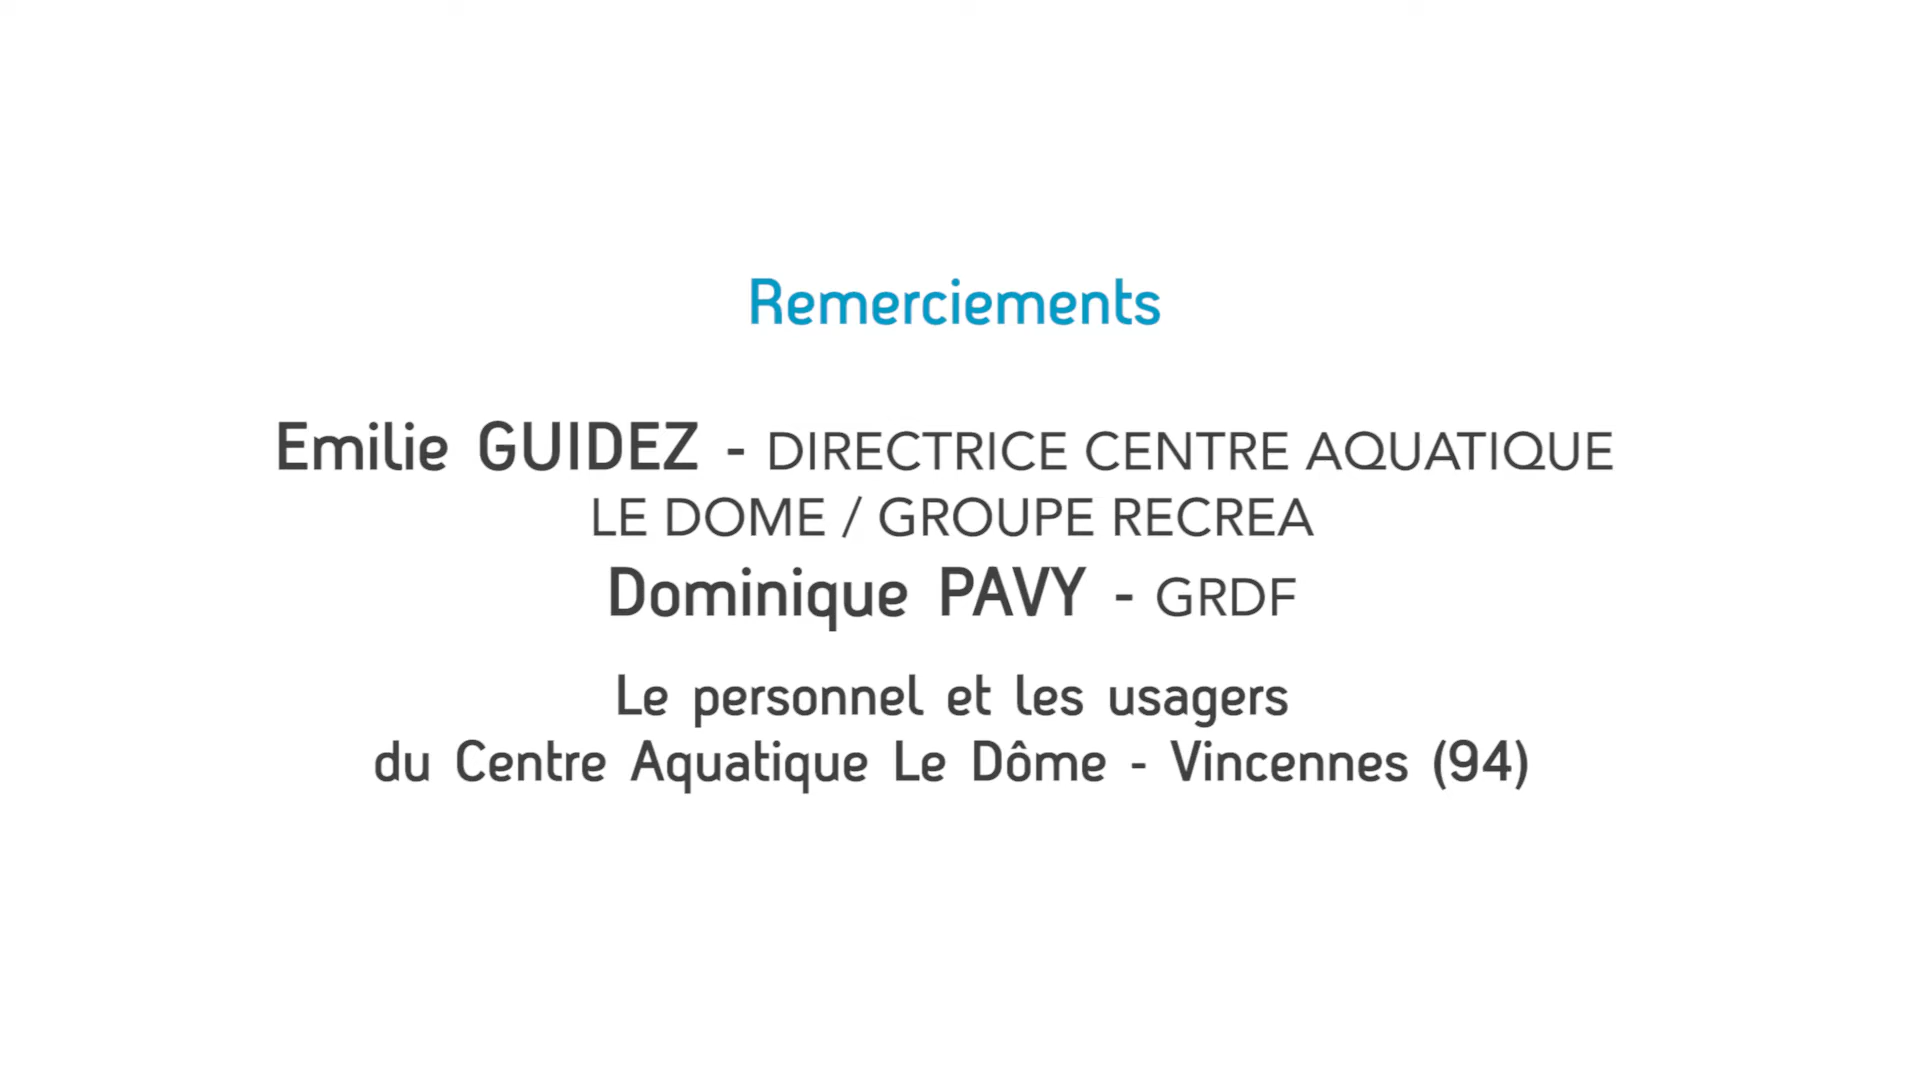 Remerciements
Emilie GUIDEZ - DIRECTRICE CENTRE AQUATIQUE
LE DOME / GROUPE RECREA
Dominique PAVY - GRDF
Le personnel et les usagers
du Centre Aquatique Le Dôme - Vincennes (94)